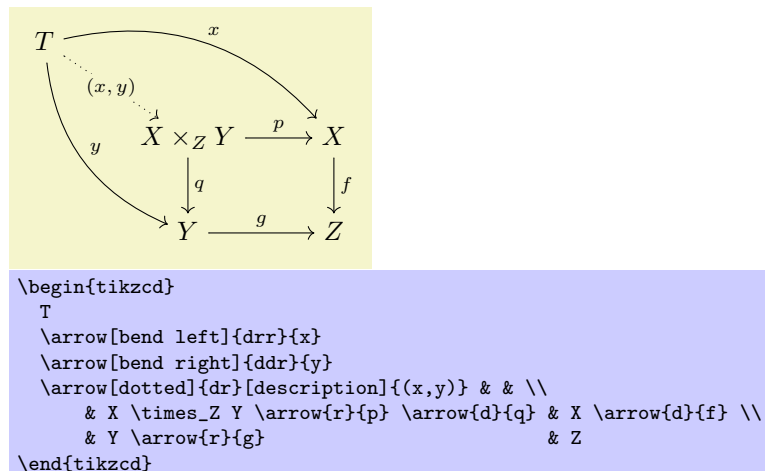 T
x
(x, y)
y
X ×_Z Y
p
X
q
f
Y
g
Z
\begin{tikzcd}
  T
  \arrow[bend left]{drr}{x}
  \arrow[bend right]{ddr}{y}
  \arrow[dotted]{dr}[description]{(x,y)} & & \\
      & X \times_Z Y \arrow{r}{p} \arrow{d}{q} & X \arrow{d}{f} \\
      & Y \arrow{r}{g}                         & Z
\end{tikzcd}